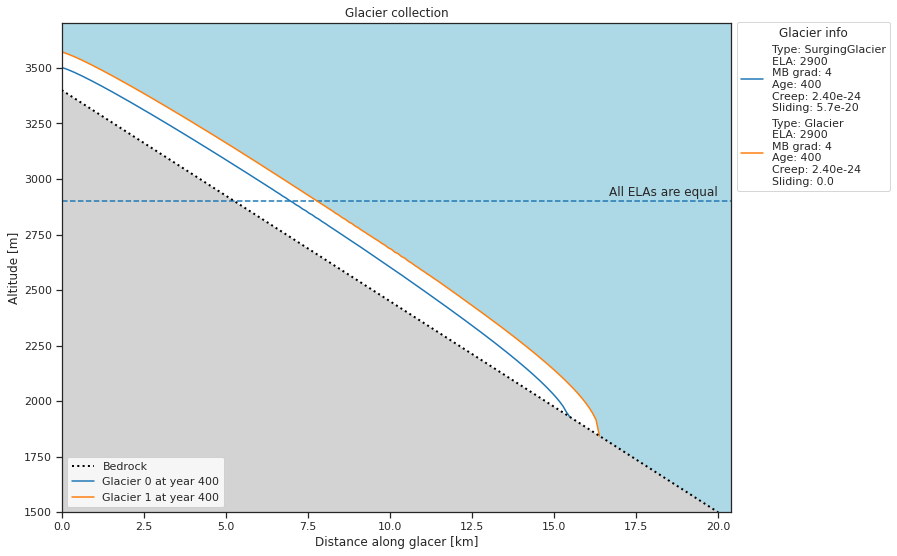 Glacier collection
Altitude [m]
3500
3250
3000
2750
2500
2250
2000
1750
1500
All ELAs are equal
Bedrock
Glacier 0 at year 400
Glacier 1 at year 400
0.0
2.5
5.0
7.5
10.0
12.5
15.0
17.5
20.0
Distance along glacer [km]
Glacier info
Type: SurgingGlacier
ELA: 2900
MB grad: 4
Age: 400
Creep: 2.40e-24
Sliding: 5.7e-20
Type: Glacier
ELA: 2900
MB grad: 4
Age: 400
Creep: 2.40e-24
Sliding: 0.0